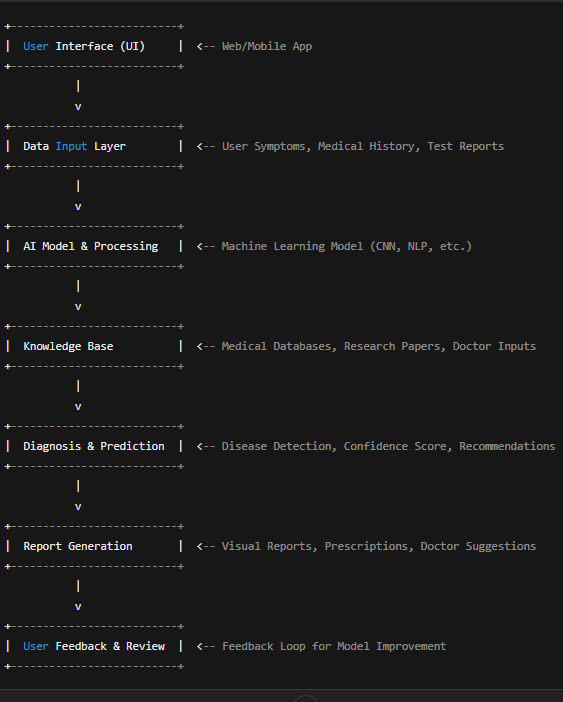 +---------------------------+
|  User Interface (UI)      |  <-- Web/Mobile App
+---------------------------+
            |
            v
+---------------------------+
|  Data Input Layer         |  <-- User Symptoms, Medical History, Test Reports
+---------------------------+
            |
            v
+---------------------------+
|  AI Model & Processing    |  <-- Machine Learning Model (CNN, NLP, etc.)
+---------------------------+
            |
            v
+---------------------------+
|  Knowledge Base           |  <-- Medical Databases, Research Papers, Doctor Inputs
+---------------------------+
            |
            v
+---------------------------+
|  Diagnosis & Prediction   |  <-- Disease Detection, Confidence Score, Recommendations
+---------------------------+
            |
            v
+---------------------------+
|  Report Generation        |  <-- Visual Reports, Prescriptions, Doctor Suggestions
+---------------------------+
            |
            v
+---------------------------+
|  User Feedback & Review   |  <-- Feedback Loop for Model Improvement
+---------------------------+